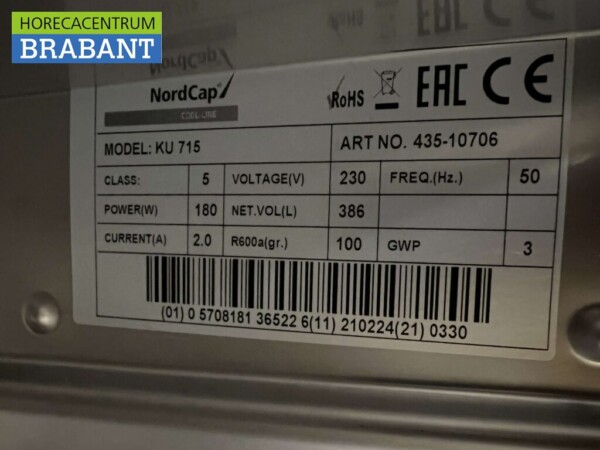 HORECACENTRUM
BRABANT
NordCap
NordCap
COOL-LINE
RoHS
EAC CE
MODEL: KU 715
ART NO. 435-10706
CLASS: 5 VOLTAGE(V) 230 FREQ.(Hz.) 50
POWER(W) 180 NET.VOL(L) 386
CURRENT(A) 2.0 R600a(gr.) 100 GWP 3
(01) 0 5708181 36522 6(11) 210224(21) 0330